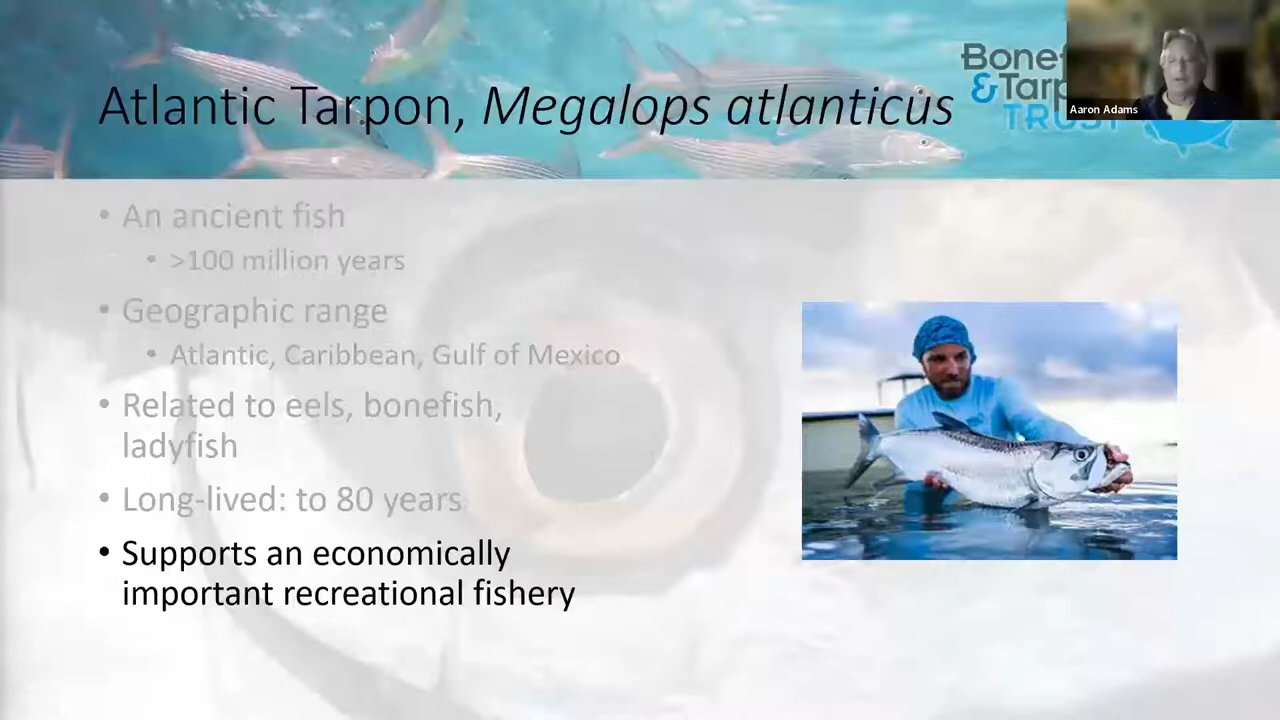 Atlantic Tarpon, Megalops atlanticus
& 
TRUST
Aaron Adams
• An ancient fish
• >100 million years
• Geographic range
• Atlantic, Caribbean, Gulf of Mexico
• Related to eels, bonefish,
ladyfish
• Long-lived: to 80 years
• Supports an economically
important recreational fishery